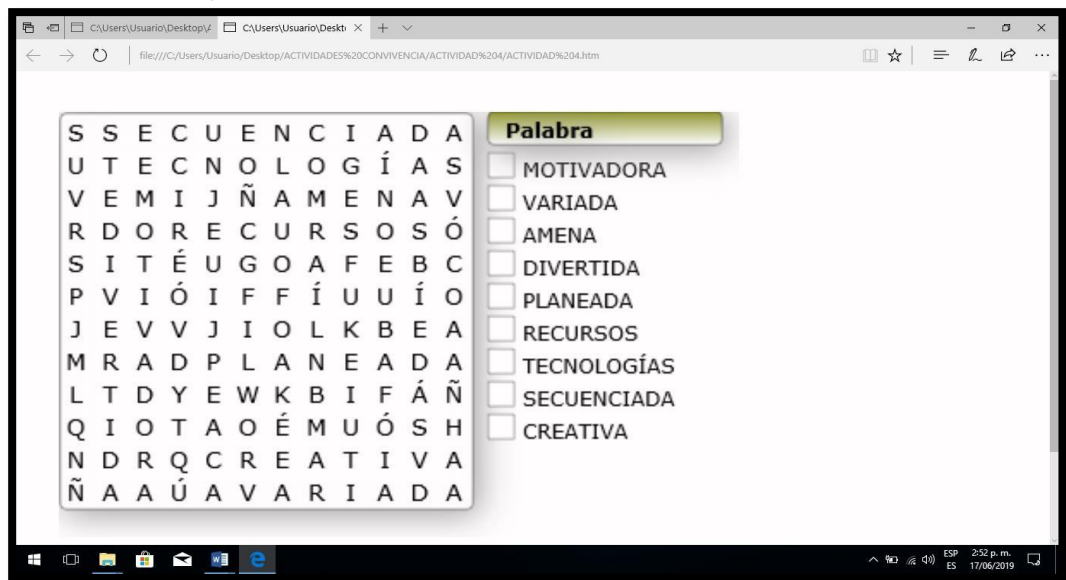 C:\Users\Usuario\Desktop\A C:\Users\Usuario\Deskt
file:///C:/Users/Usuario/Desktop/ACTIVIDADES%20CONVIVENCIA/ACTIVIDAD%204/ACTIVIDAD%204.htm
S S E C U E N C I A D A
U T E C N O L O G Í A S
V E M I J Ñ A M E N A V
R D O R E C U R S O S Ó
S I T É U G O A F E B C
P V I Ó I F F Í U U Í O
J E V V J I O L K B E A
M R A D P L A N E A D A
L T D Y E W K B I F Á Ñ
Q I O T A O É M U Ó S H
N D R Q C R E A T I V A
Ñ A A Ú A V A R I A D A
Palabra
MOTIVADORA
VARIADA
AMENA
DIVERTIDA
PLANEADA
RECURSOS
TECNOLOGÍAS
SECUENCIADA
CREATIVA
ESP 2:52 p. m.
ES 17/06/2019